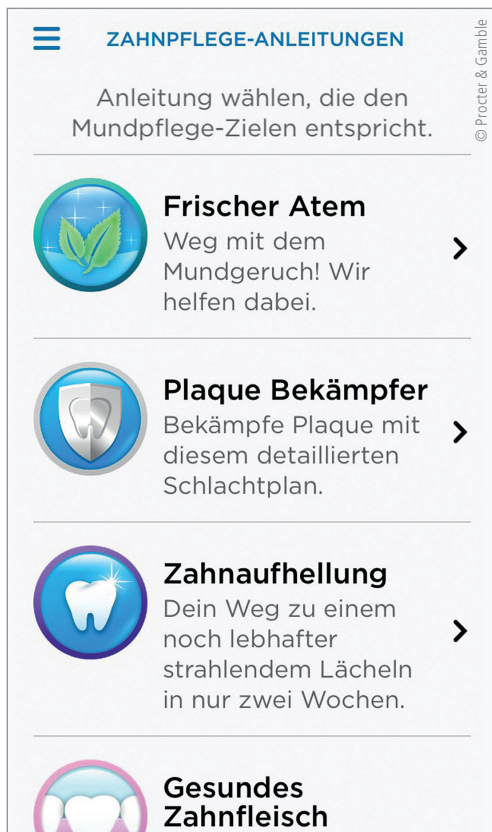 ZAHNPFLEGE-ANLEITUNGEN
© Procter & Gamble
Anleitung wählen, die den
Mundpflege-Zielen entspricht.
Frischer Atem
Weg mit dem
Mundgeruch! Wir
helfen dabei.
Plaque Bekämpfer
Bekämpfe Plaque mit
diesem detaillierten
Schlachtplan.
Zahnaufhellung
Dein Weg zu einem
noch lebhafter
strahlendem Lächeln
in nur zwei Wochen.
Gesundes
Zahnfleisch